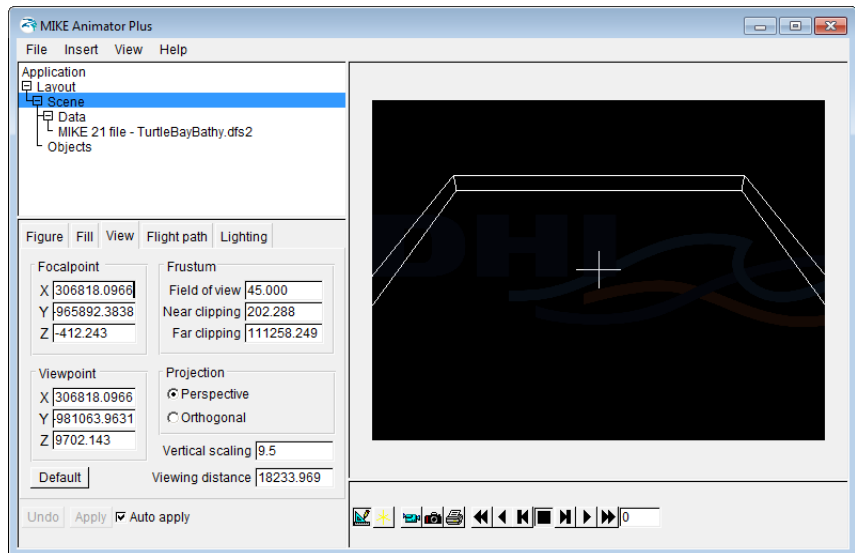 MIKE Animator Plus
File Insert View Help
Application
Layout
Scene
Data
MIKE 21 file - TurtleBayBathy.dfs2
Objects
Figure Fill View Flight path Lighting
Focalpoint
X 306818.0966
Y -965892.3838
Z -412.243
Frustum
Field of view 45.000
Near clipping 202.288
Far clipping 111258.249
Viewpoint
X 306818.0966
Y -981063.9631
Z 9702.143
Projection
Perspective
Orthogonal
Vertical scaling 9.5
Default
Viewing distance 18233.969
Undo Apply Auto apply
DHI
0